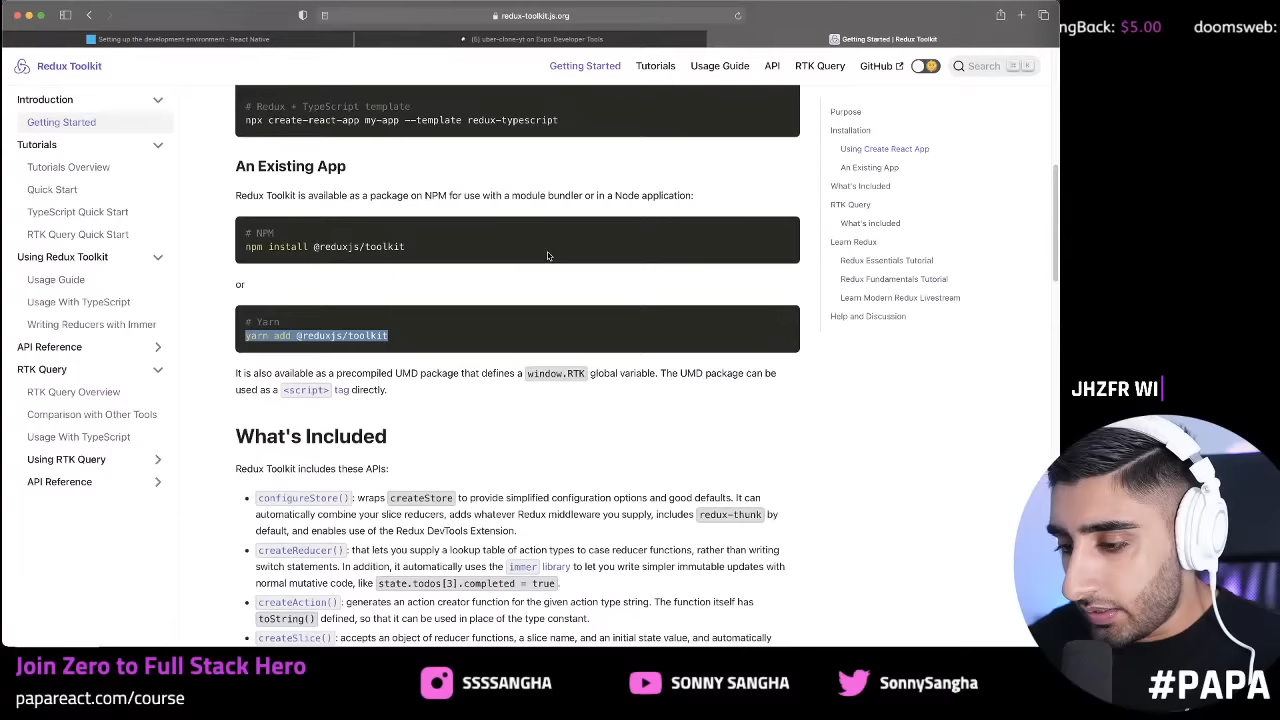 redux-toolkit.js.org
ngBack: $5.00 doomsweb:
Setting up the development environment · React Native
(6) uber-clone-yt on Expo Developer Tools
Getting Started | Redux Toolkit
Redux Toolkit
Getting Started
Tutorials
Usage Guide
API
RTK Query
GitHub
Search
Introduction
Getting Started
Tutorials
Tutorials Overview
Quick Start
TypeScript Quick Start
RTK Query Quick Start
Using Redux Toolkit
Usage Guide
Usage With TypeScript
Writing Reducers with Immer
API Reference
RTK Query
RTK Query Overview
Comparison with Other Tools
Usage With TypeScript
Using RTK Query
API Reference
# Redux + TypeScript template
npx create-react-app my-app --template redux-typescript
An Existing App
Redux Toolkit is available as a package on NPM for use with a module bundler or in a Node application:
# NPM
npm install @reduxjs/toolkit
or
# Yarn
yarn add @reduxjs/toolkit
It is also available as a precompiled UMD package that defines a window.RTK global variable. The UMD package can be
used as a <script> tag directly.
What's Included
Redux Toolkit includes these APIs:
configureStore(): wraps createStore to provide simplified configuration options and good defaults. It can
automatically combine your slice reducers, adds whatever Redux middleware you supply, includes redux-thunk by
default, and enables use of the Redux DevTools Extension.
createReducer(): that lets you supply a lookup table of action types to case reducer functions, rather than writing
switch statements. In addition, it automatically uses the immer library to let you write simpler immutable updates with
normal mutative code, like state.todos[3].completed = true.
createAction(): generates an action creator function for the given action type string. The function itself has
toString() defined, so that it can be used in place of the type constant.
createSlice(): accepts an object of reducer functions, a slice name, and an initial state value, and automatically
Purpose
Installation
Using Create React App
An Existing App
What's Included
RTK Query
What's included
Learn Redux
Redux Essentials Tutorial
Redux Fundamentals Tutorial
Learn Modern Redux Livestream
Help and Discussion
JHZFR WI
Join Zero to Full Stack Hero
papareact.com/course
SSSSANGHA
SONNY SANGHA
SonnySangha
#PAPA